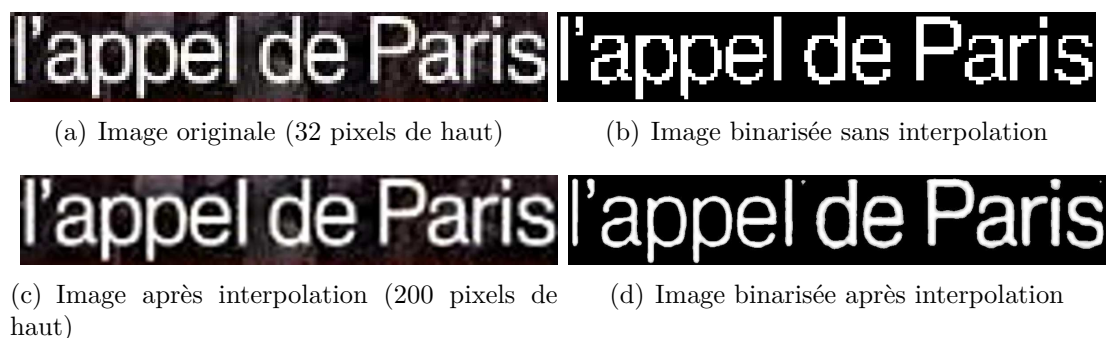 l'appel de Paris
l'appel de Paris
(a) Image originale (32 pixels de haut)
(b) Image binarisée sans interpolation
l'appel de Paris
l'appel de Paris
(c) Image après interpolation (200 pixels de
haut)
(d) Image binarisée après interpolation